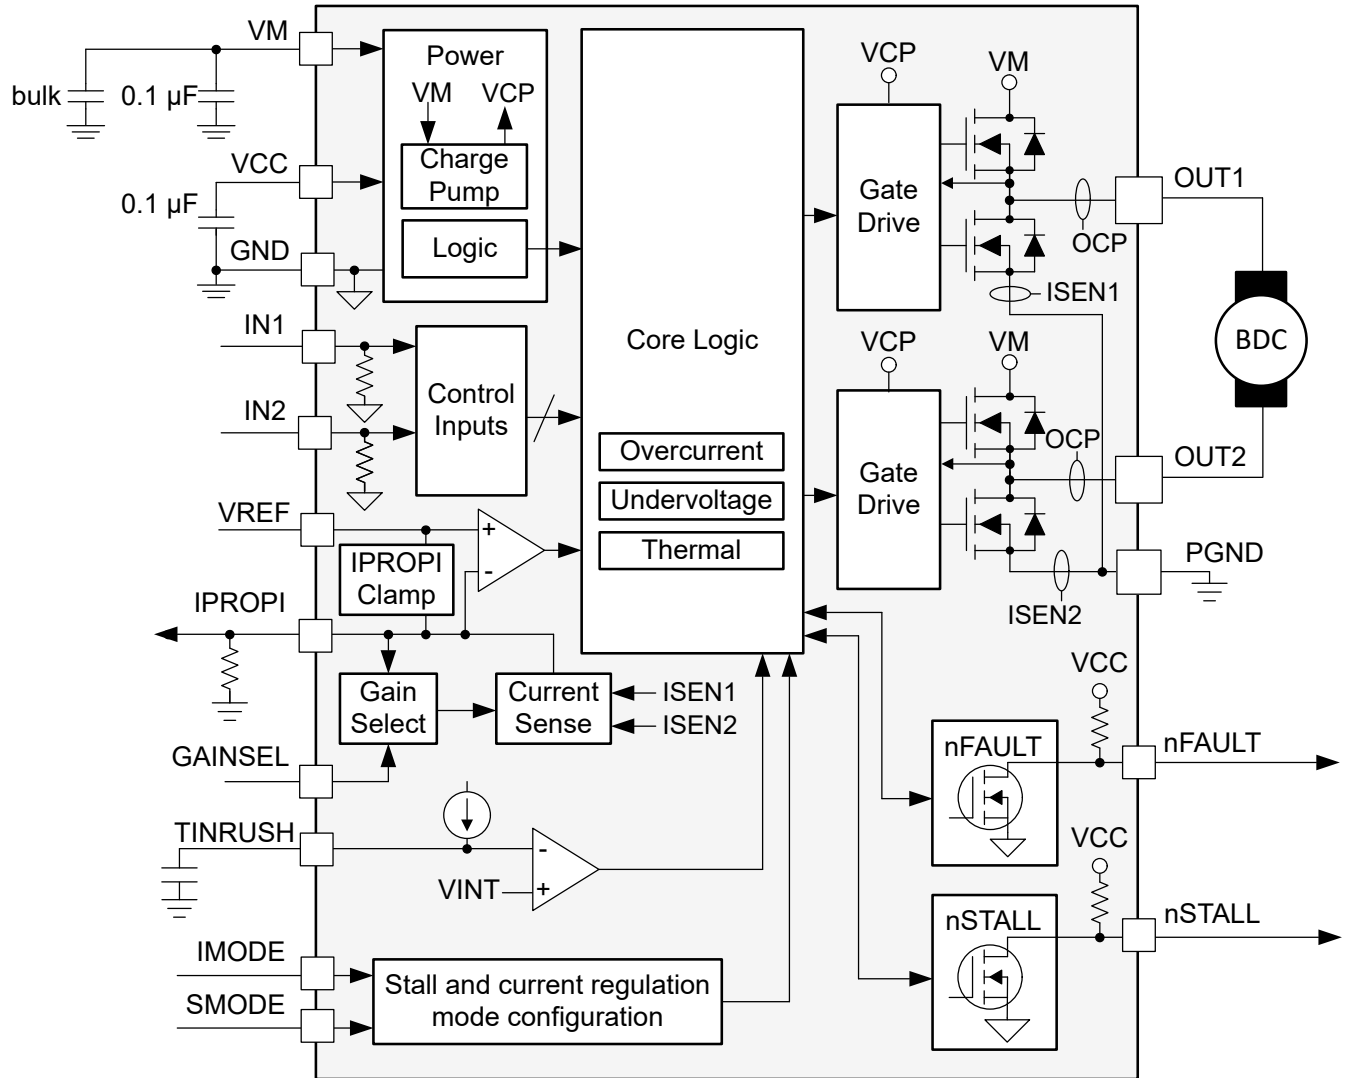 VM
bulk
0.1 µF
VCC
0.1 µF
GND
IN1
IN2
VREF
IPROPI
GAINSEL
TINRUSH
IMODE
SMODE
Power
VM
VCP
Charge
Pump
Logic
Control
Inputs
+
-
IPROPI
Clamp
Gain
Select
Current
Sense
ISEN1
ISEN2
-
VINT
+
Stall and current regulation
mode configuration
Core Logic
Overcurrent
Undervoltage
Thermal
VCP
VM
Gate
Drive
OCP
ISEN1
VCP
VM
Gate
Drive
OCP
ISEN2
OUT1
BDC
OUT2
PGND
VCC
nFAULT
nFAULT
VCC
nSTALL
nSTALL